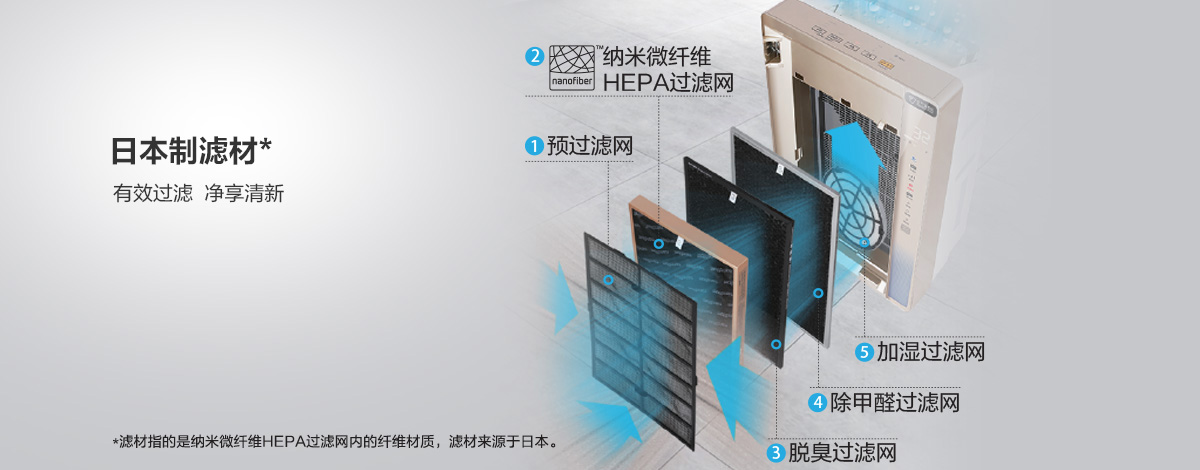 日本制滤材*
有效过滤 净享清新
2 nanofiber ™ 纳米微纤维
HEPA过滤网
1 预过滤网
5 加湿过滤网
4 除甲醛过滤网
3 脱臭过滤网
*滤材指的是纳米微纤维HEPA过滤网内的纤维材质，滤材来源于日本。